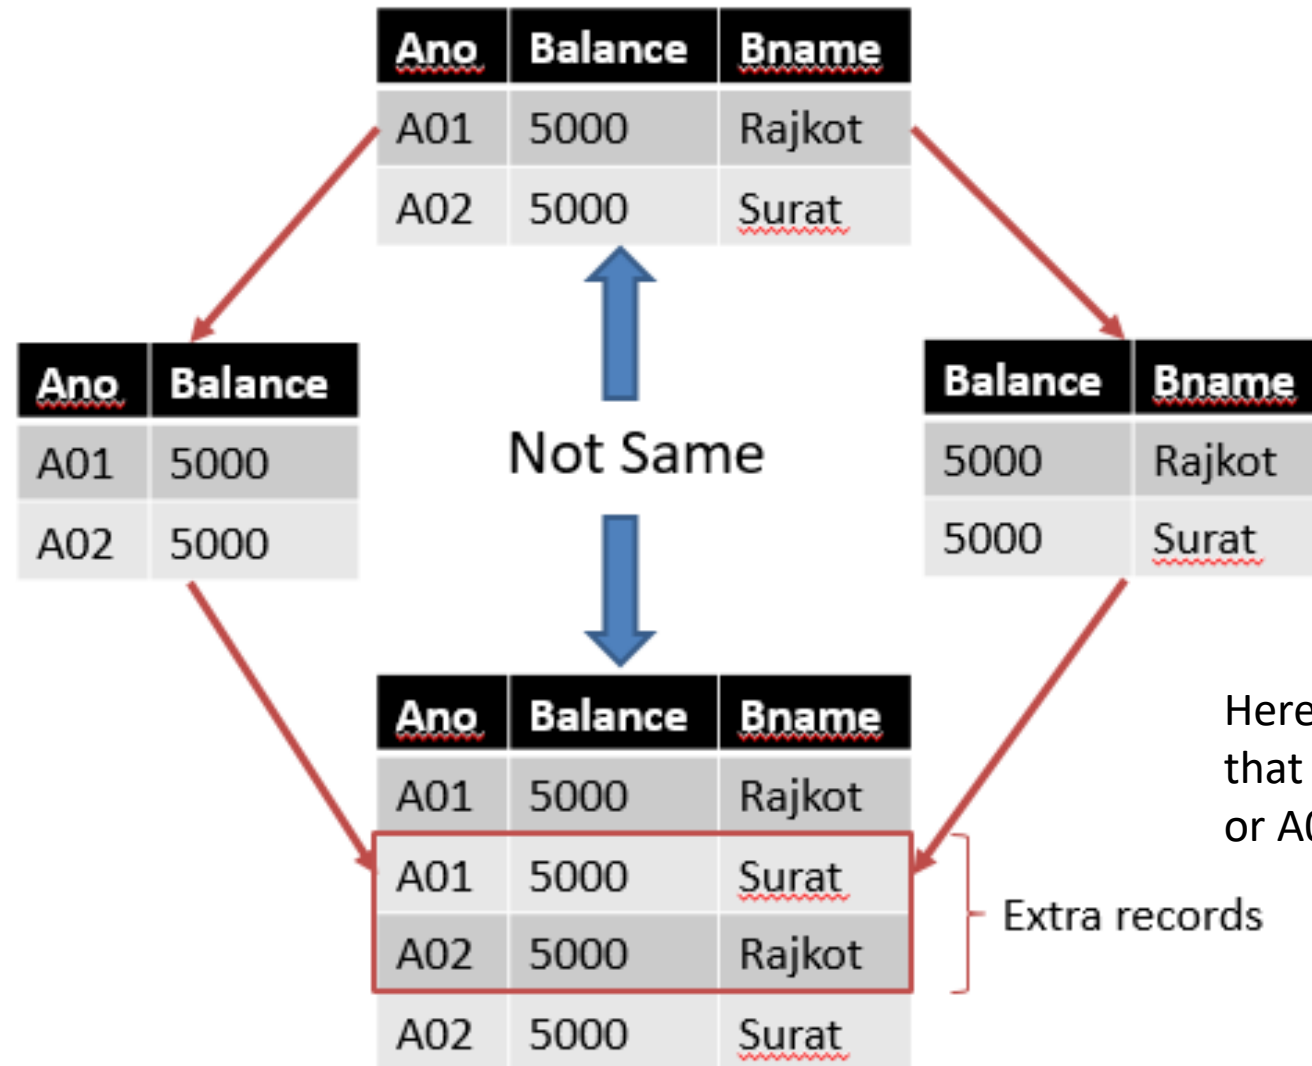 Ano Balance Bname
A01 5000 Rajkot
A02 5000 Surat
Ano Balance
A01 5000
A02 5000
Not Same
Balance Bname
5000 Rajkot
5000 Surat
Ano Balance Bname
A01 5000 Rajkot
A01 5000 Surat
A02 5000 Rajkot
A02 5000 Surat
Extra records
Here
that
or